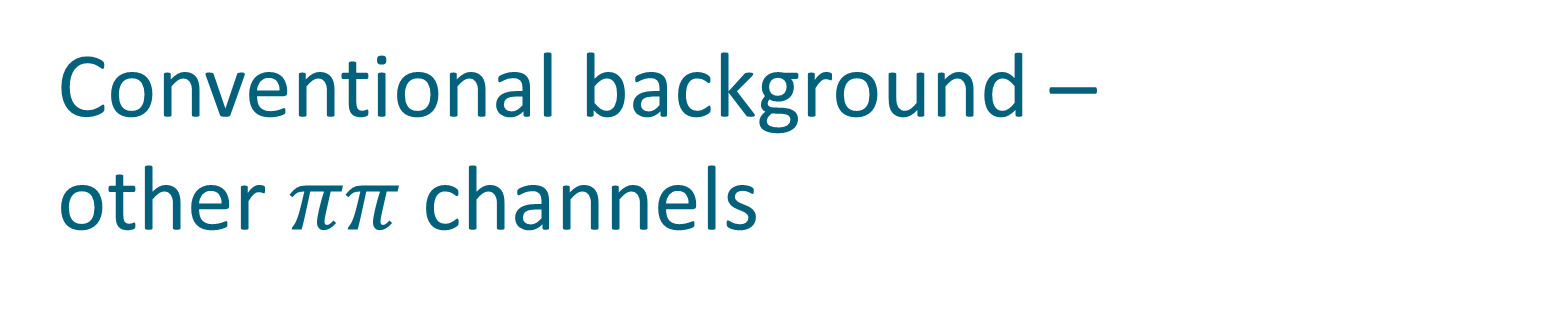 Conventional background –
other 𝜋𝜋 channels